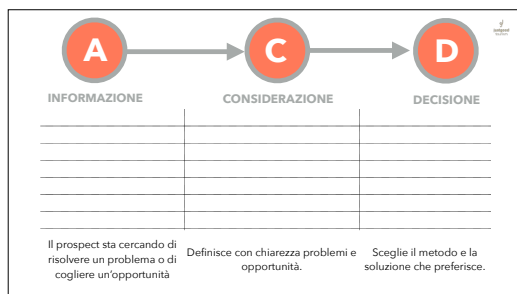 A
C
D
INFORMAZIONE
CONSIDERAZIONE
DECISIONE
Il prospect sta cercando di
risolvere un problema o di
cogliere un'opportunità
Definisce con chiarezza problemi e
opportunità.
Sceglie il metodo e la
soluzione che preferisce.